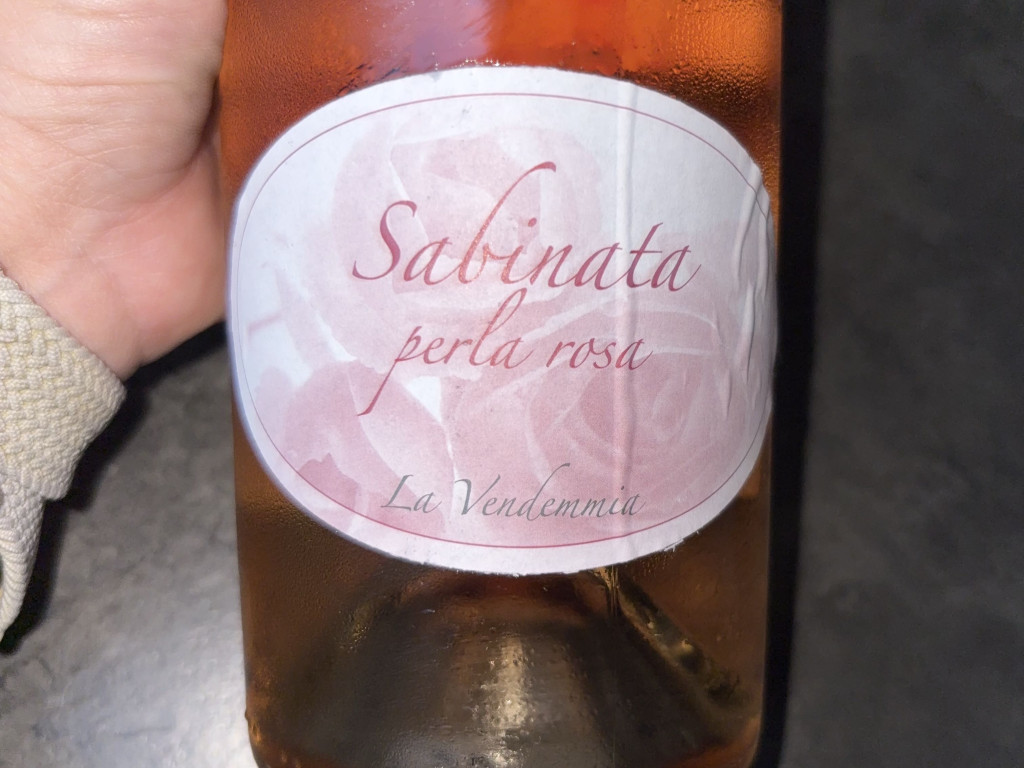 Sabinata
perla rosa
La Vendemmia